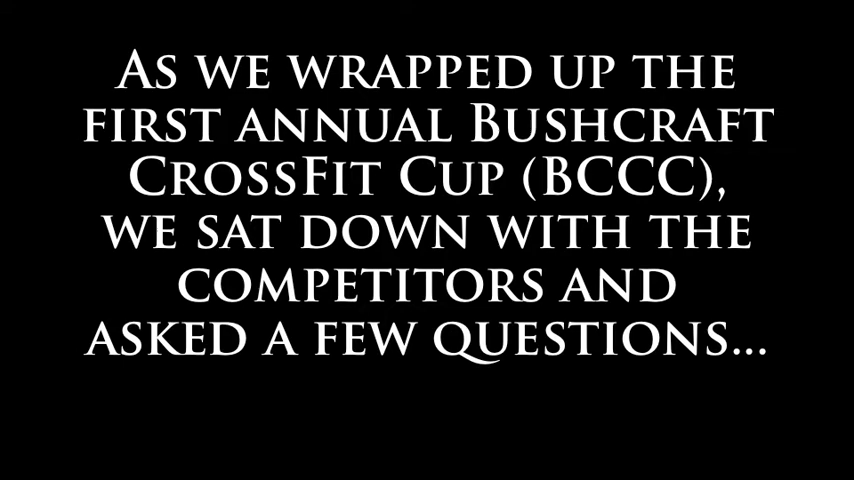 As we wrapped up the
first annual Bushcraft
CrossFit Cup (BCCC),
we sat down with the
competitors and
asked a few questions...